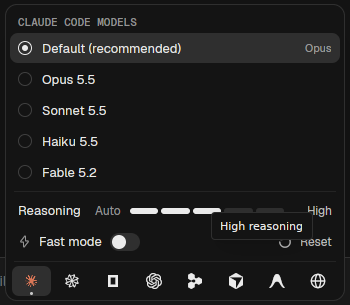 CLAUDE CODE MODELS
Default (recommended) Opus
Opus 5.5
Sonnet 5.5
Haiku 5.5
Fable 5.2
Reasoning Auto High
High reasoning
Fast mode Reset